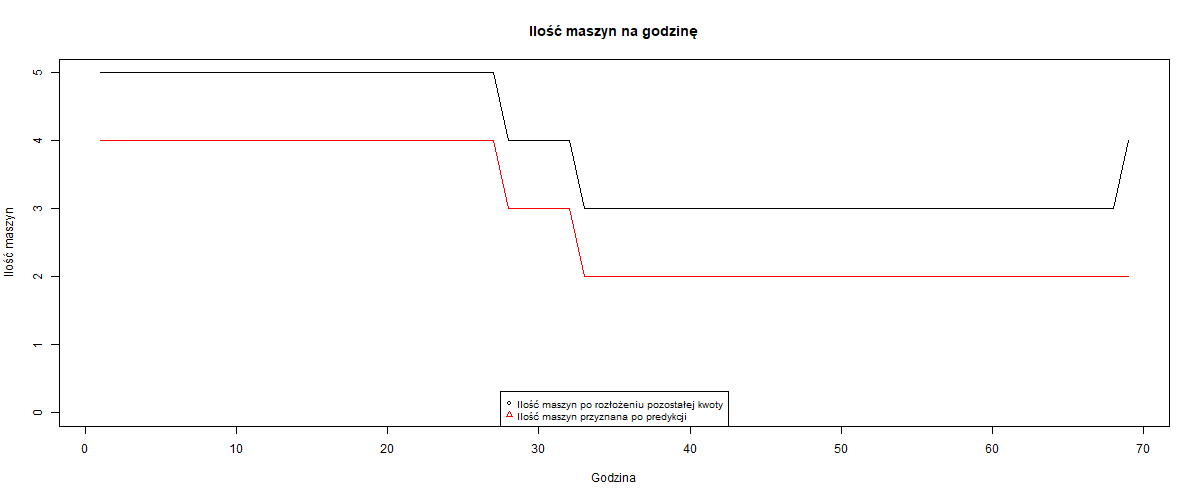 Ilość maszyn na godzinę
Ilość maszyn
5
4
3
2
1
0
Ilość maszyn po rozłożeniu pozostałej kwoty
Ilość maszyn przyznana po predykcji
0 10 20 30 40 50 60 70
Godzina